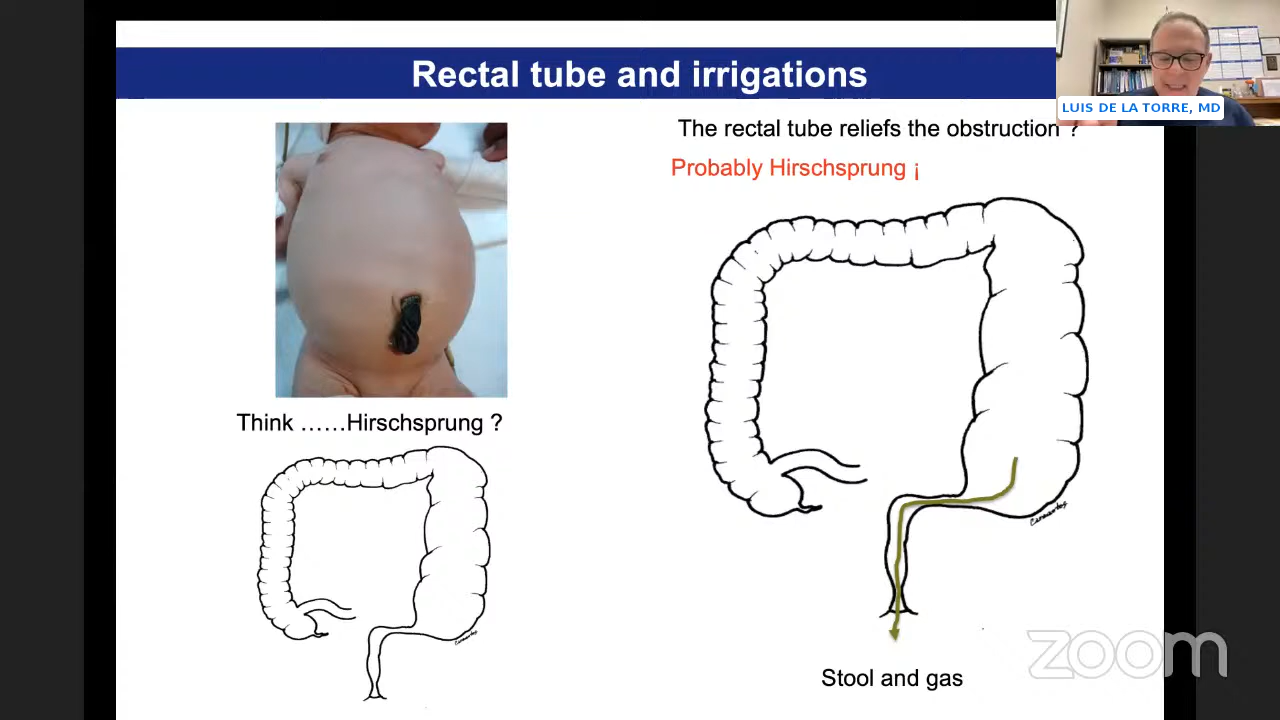 Rectal tube and irrigations
LUIS DE LA TORRE, MD
The rectal tube reliefs the obstruction ?
Probably Hirschsprung ¡
Think ……Hirschsprung ?
Stool and gas
zoom